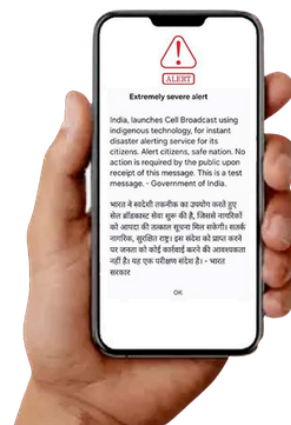 ALERT
Extremely severe alert
India, launches Cell Broadcast using
indigenous technology, for instant
disaster alerting service for its
citizens. Alert citizens, safe nation. No
action is required by the public upon
receipt of this message. This is a test
message. - Government of India.
भारत ने स्वदेशी तकनीक का उपयोग करते हुए
सेल ब्रॉडकास्ट सेवा शुरू की है, जिससे नागरिकों
को आपदा की तत्काल सूचना मिल सकेगी। सतर्क
नागरिक, सुरक्षित राष्ट्र। इस संदेश को प्राप्त करने
पर जनता को कोई कार्रवाई करने की आवश्यकता
नहीं है। यह एक परीक्षण संदेश है। - भारत
सरकार
OK